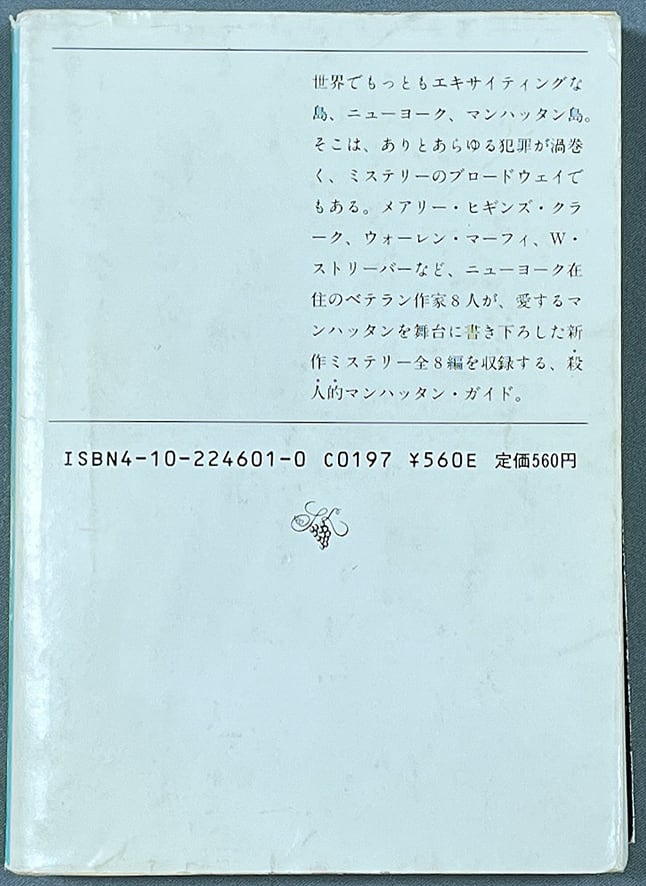 世界でもっともエキサイティングな
島、ニューヨーク、マンハッタン島。
そこは、ありとあらゆる犯罪が渦巻
く、ミステリーのブロードウェイで
もある。メアリー・ヒギンズ・クラ
ーク、ウォーレン・マーフィ、W・
ストリーバーなど、ニューヨーク在
住のベテラン作家8人が、愛するマ
ンハッタンを舞台に書き下ろした新
作ミステリー全8編を収録する、殺
人的マンハッタン・ガイド。
ISBN4-10-224601-0 C0197 ¥560E 定価560円